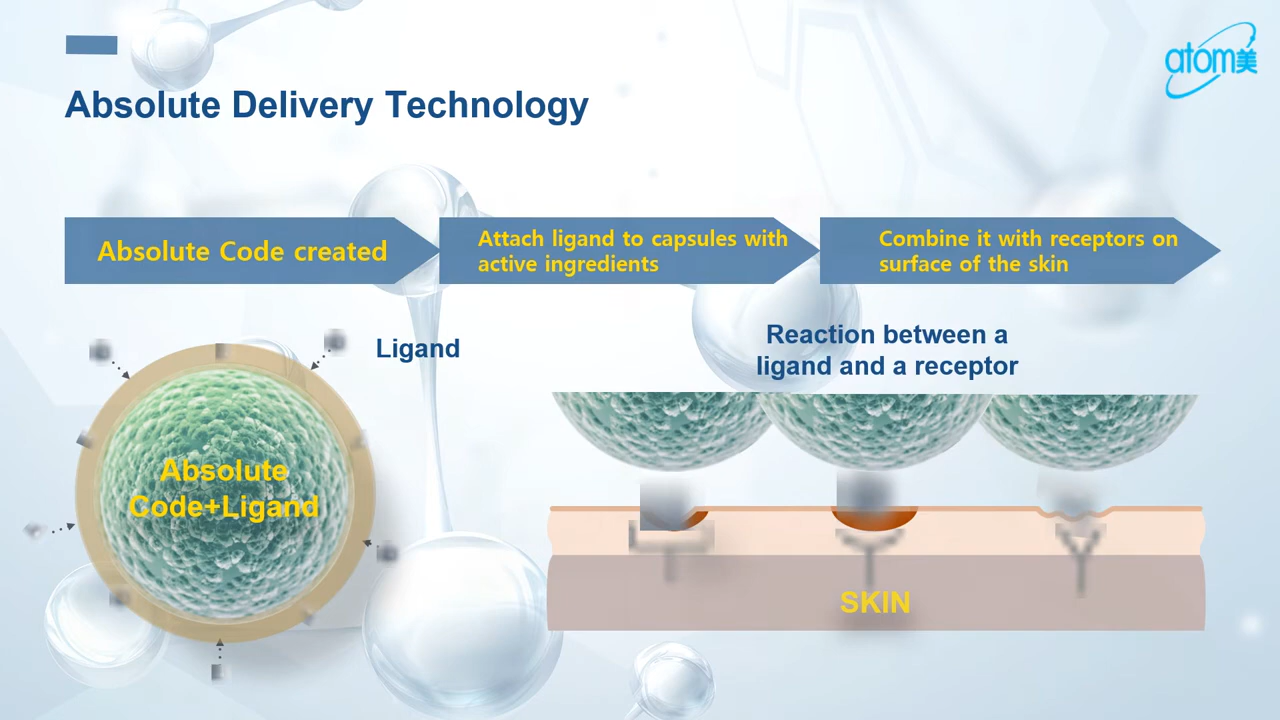 atom美
Absolute Delivery Technology
Absolute Code created
Attach ligand to capsules with
active ingredients
Combine it with receptors on
surface of the skin
Ligand
Absolute
Code+Ligand
Reaction between a
ligand and a receptor
SKIN